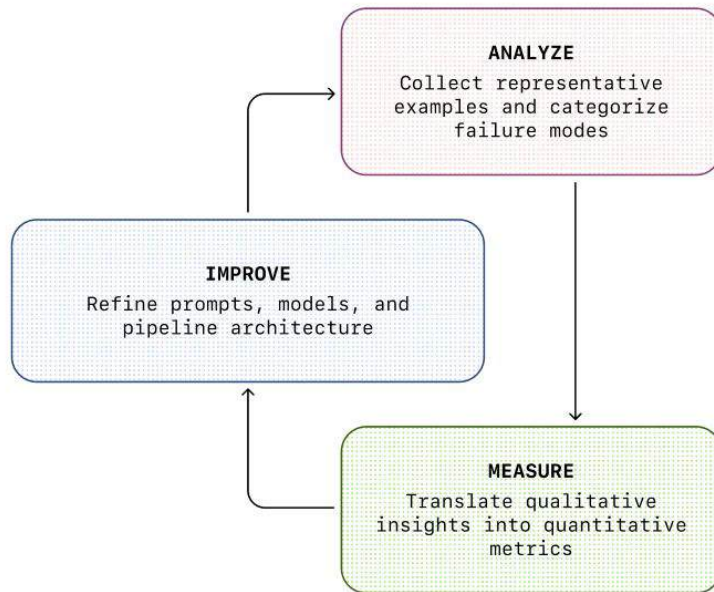 ANALYZE
Collect representative
examples and categorize
failure modes
IMPROVE
Refine prompts, models, and
pipeline architecture
MEASURE
Translate qualitative
insights into quantitative
metrics